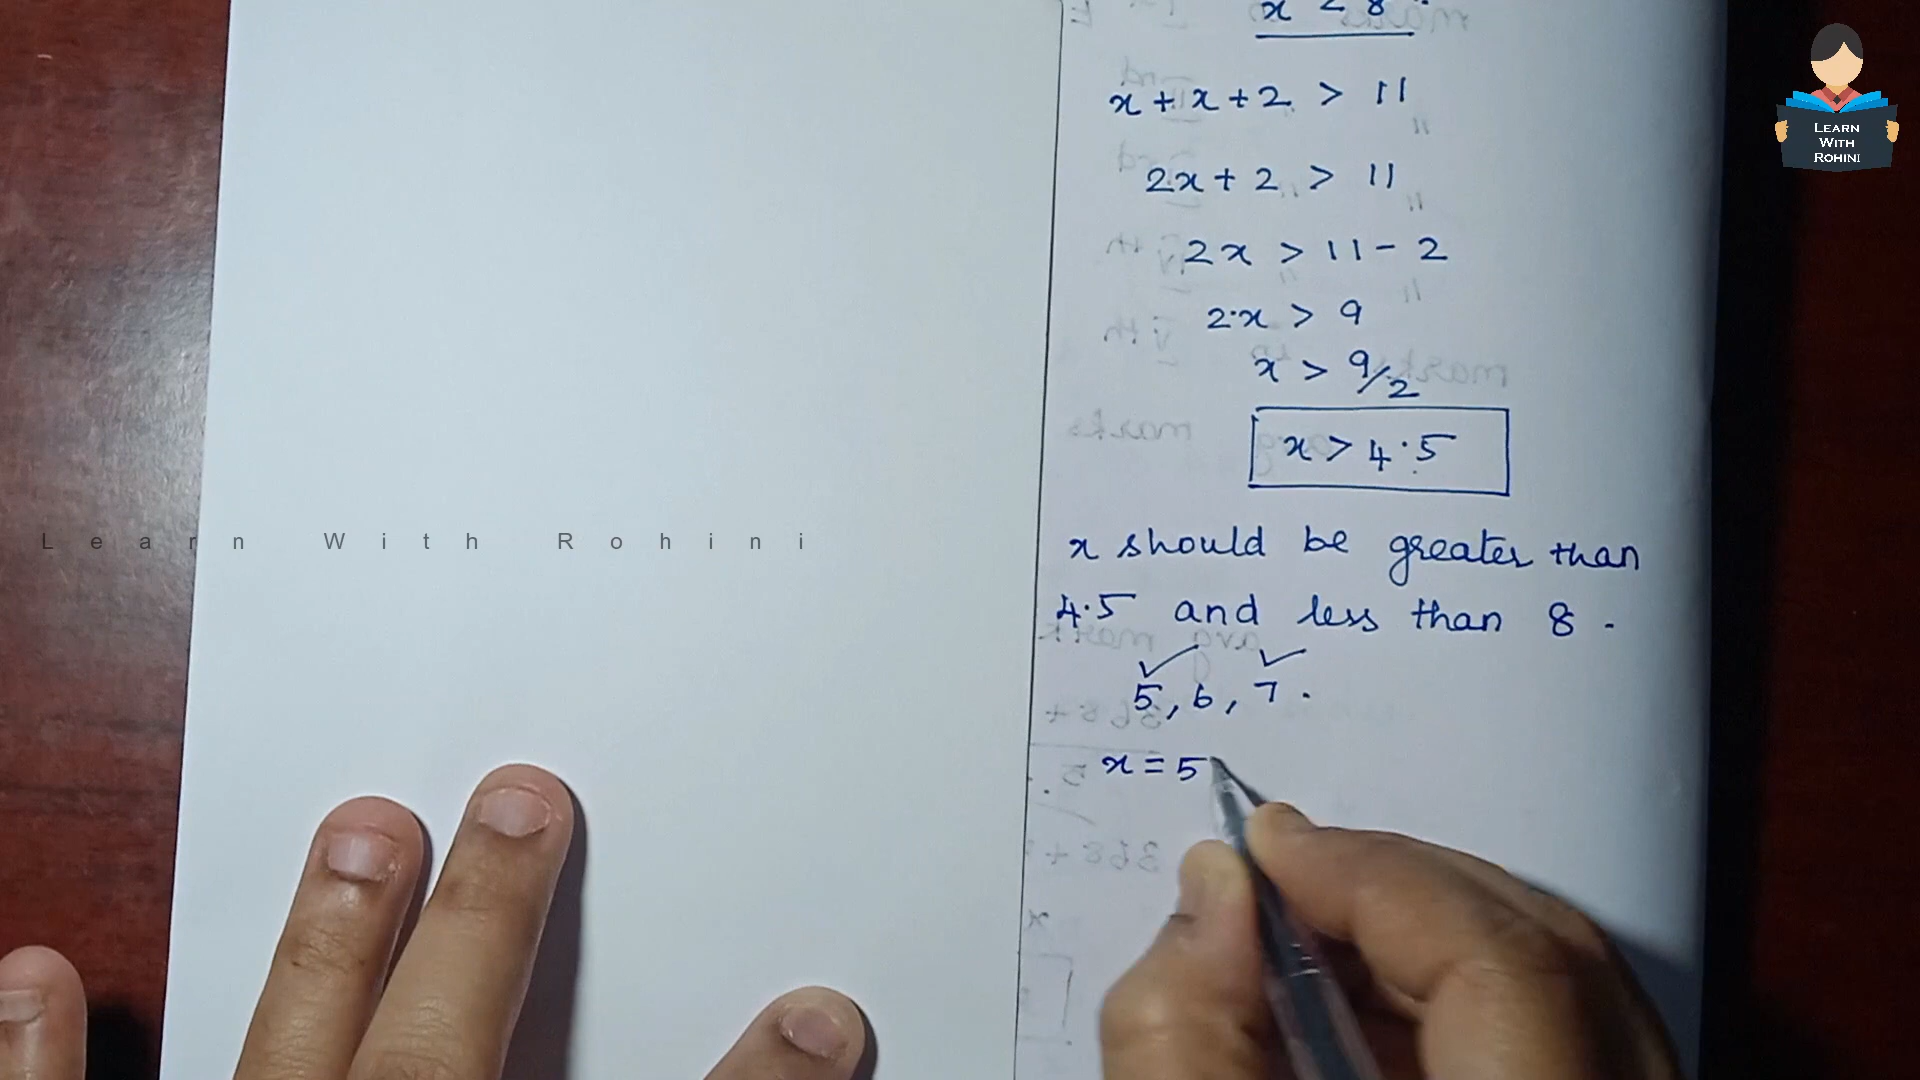 x < 8.
x + x + 2 > 11
2x + 2 > 11
2x > 11 - 2
2·x > 9
x > 9/2
x > 4.5
x should be greater than
4.5 and less than 8.
5, 6, 7.
x = 5
Learn With Rohini
LEARN
WITH
ROHINI